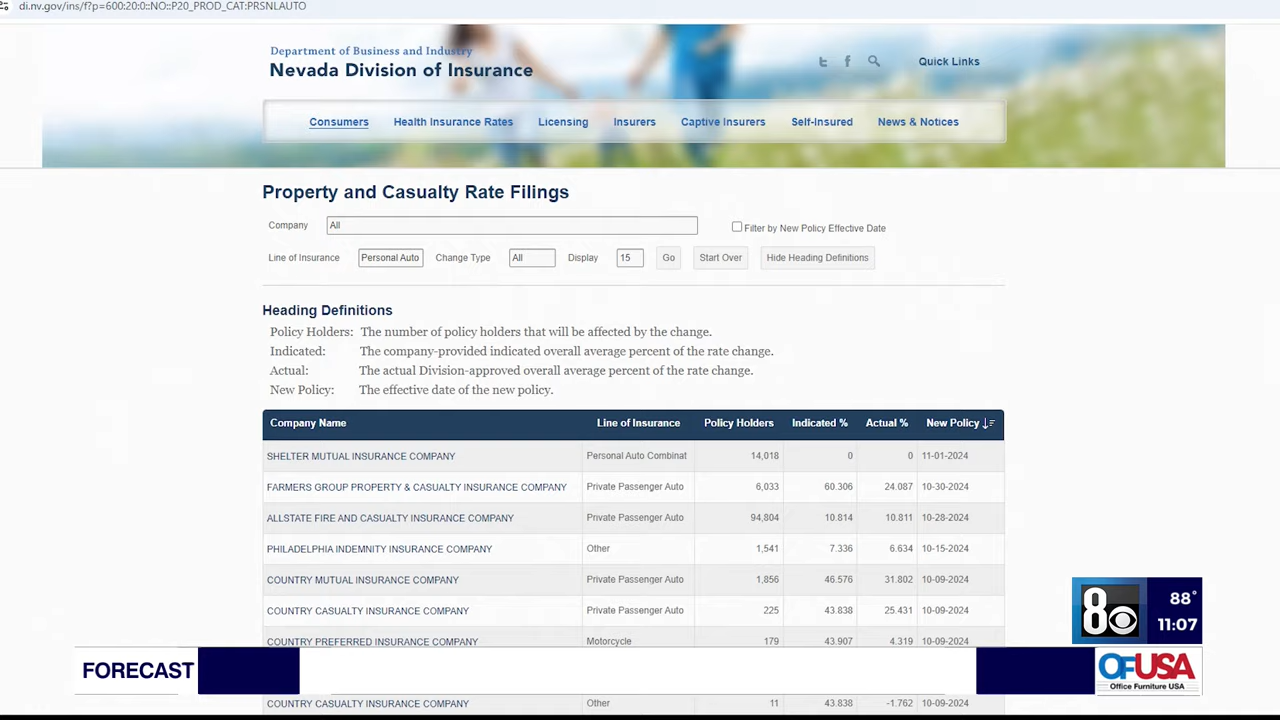 di.nv.gov/ins/f?p=600:20:0::NO::P20_PROD_CAT:PRSNLAUTO
Department of Business and Industry
Nevada Division of Insurance
Quick Links
Consumers Health Insurance Rates Licensing Insurers Captive Insurers Self-Insured News & Notices
Property and Casualty Rate Filings
Company All Filter by New Policy Effective Date
Line of Insurance Personal Auto Change Type All Display 15 Go Start Over Hide Heading Definitions
Heading Definitions
Policy Holders: The number of policy holders that will be affected by the change.
Indicated: The company-provided indicated overall average percent of the rate change.
Actual: The actual Division-approved overall average percent of the rate change.
New Policy: The effective date of the new policy.
Company Name Line of Insurance Policy Holders Indicated % Actual % New Policy
SHELTER MUTUAL INSURANCE COMPANY Personal Auto Combinat 14,018 0 0 11-01-2024
FARMERS GROUP PROPERTY & CASUALTY INSURANCE COMPANY Private Passenger Auto 6,033 60.306 24.087 10-30-2024
ALLSTATE FIRE AND CASUALTY INSURANCE COMPANY Private Passenger Auto 94,804 10.814 10.811 10-28-2024
PHILADELPHIA INDEMNITY INSURANCE COMPANY Other 1,541 7.336 6.634 10-15-2024
COUNTRY MUTUAL INSURANCE COMPANY Private Passenger Auto 1,856 46.576 31.802 10-09-2024
COUNTRY CASUALTY INSURANCE COMPANY Private Passenger Auto 225 43.838 25.431 10-09-2024
COUNTRY PREFERRED INSURANCE COMPANY Motorcycle 179 43.907 4.319 10-09-2024
COUNTRY CASUALTY INSURANCE COMPANY Other 11 43.838 -1.762 10-09-2024
8 88°
11:07
FORECAST
OFUSA
Office Furniture USA